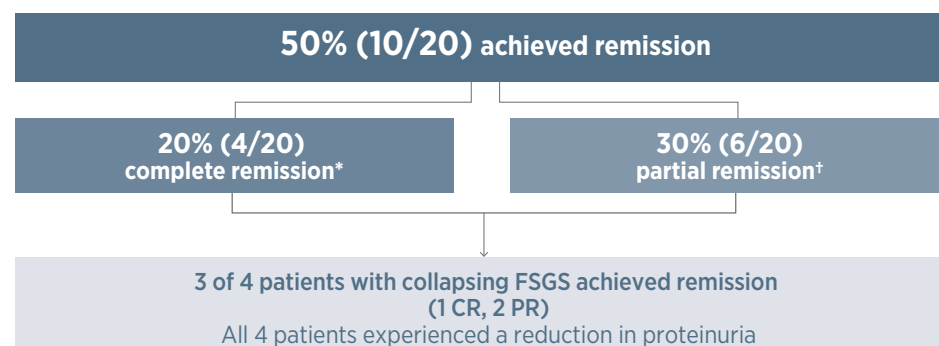 50% (10/20) achieved remission
20% (4/20)
complete remission*
30% (6/20)
partial remission†
3 of 4 patients with collapsing FSGS achieved remission
(1 CR, 2 PR)
All 4 patients experienced a reduction in proteinuria